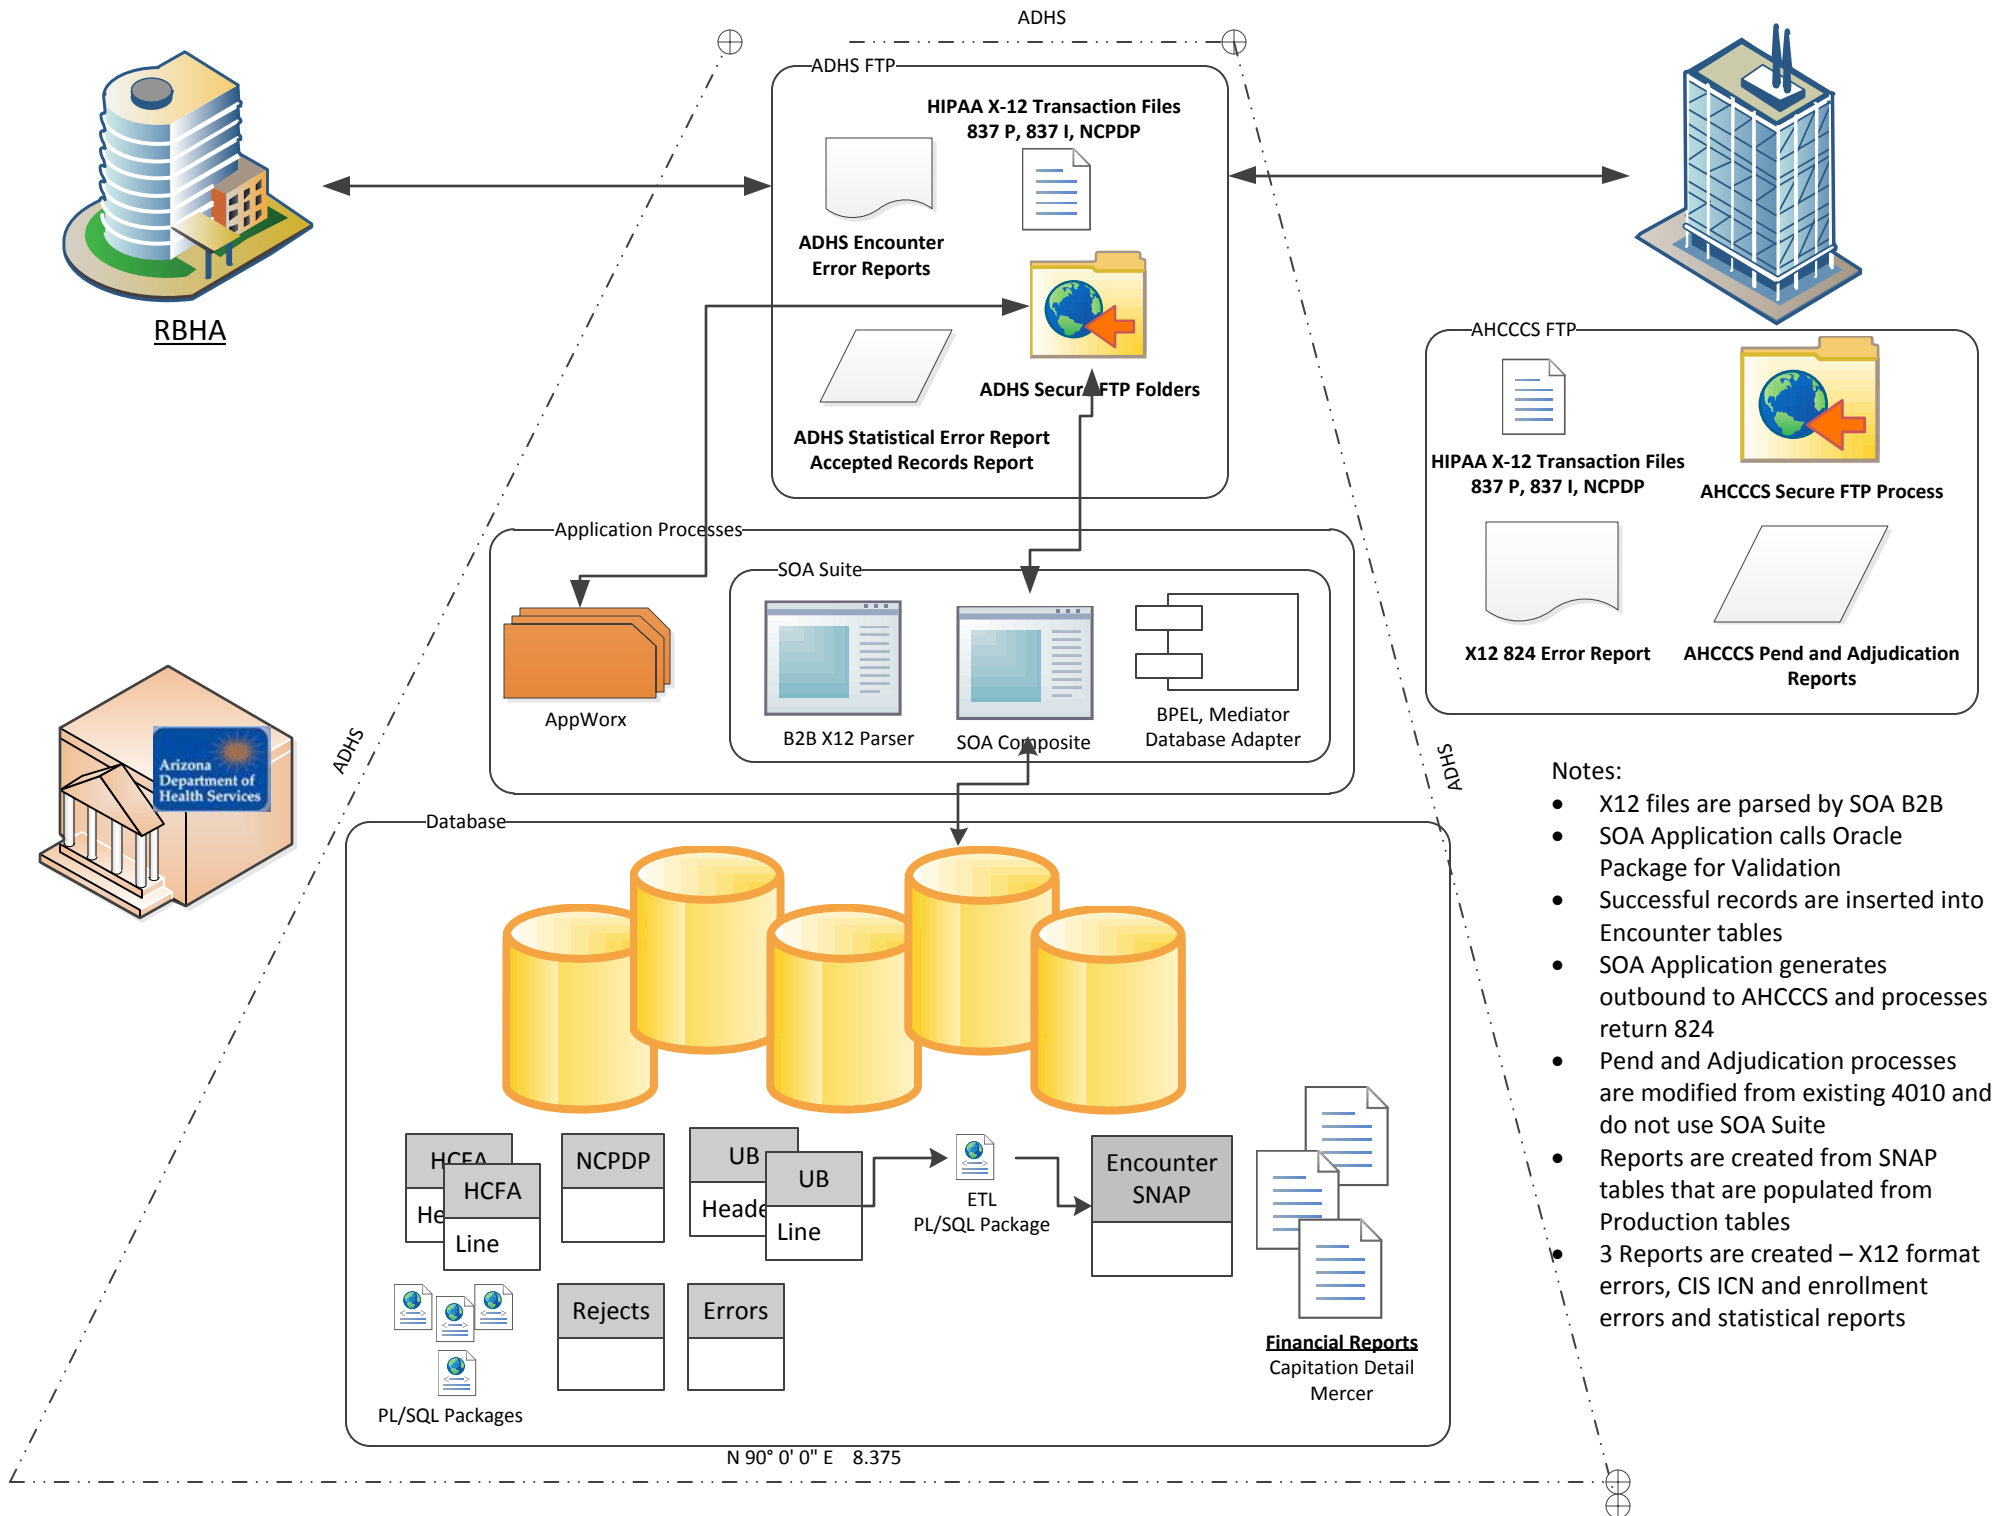 ADHS
ADHS FTP
HIPAA X-12 Transaction Files
837 P, 837 I, NCPDP
ADHS Encounter
Error Reports
ADHS Secure FTP Folders
ADHS Statistical Error Report
Accepted Records Report
RBHA
AHCCCS FTP
HIPAA X-12 Transaction Files
837 P, 837 I, NCPDP
AHCCCS Secure FTP Process
X12 824 Error Report
AHCCCS Pend and Adjudication
Reports
Application Processes
SOA Suite
AppWorx
B2B X12 Parser
SOA Composite
BPEL, Mediator
Database Adapter
ADHS
ADHS
Arizona
Department of
Health Services
Database
HCFA
Header
HCFA
Line
NCPDP
UB
Header
UB
Line
ETL
PL/SQL Package
Encounter
SNAP
Rejects
Errors
PL/SQL Packages
Financial Reports
Capitation Detail
Mercer
N 90° 0' 0" E 8.375
Notes:
• X12 files are parsed by SOA B2B
• SOA Application calls Oracle
Package for Validation
• Successful records are inserted into
Encounter tables
• SOA Application generates
outbound to AHCCCS and processes
return 824
• Pend and Adjudication processes
are modified from existing 4010 and
do not use SOA Suite
• Reports are created from SNAP
tables that are populated from
Production tables
• 3 Reports are created – X12 format
errors, CIS ICN and enrollment
errors and statistical reports